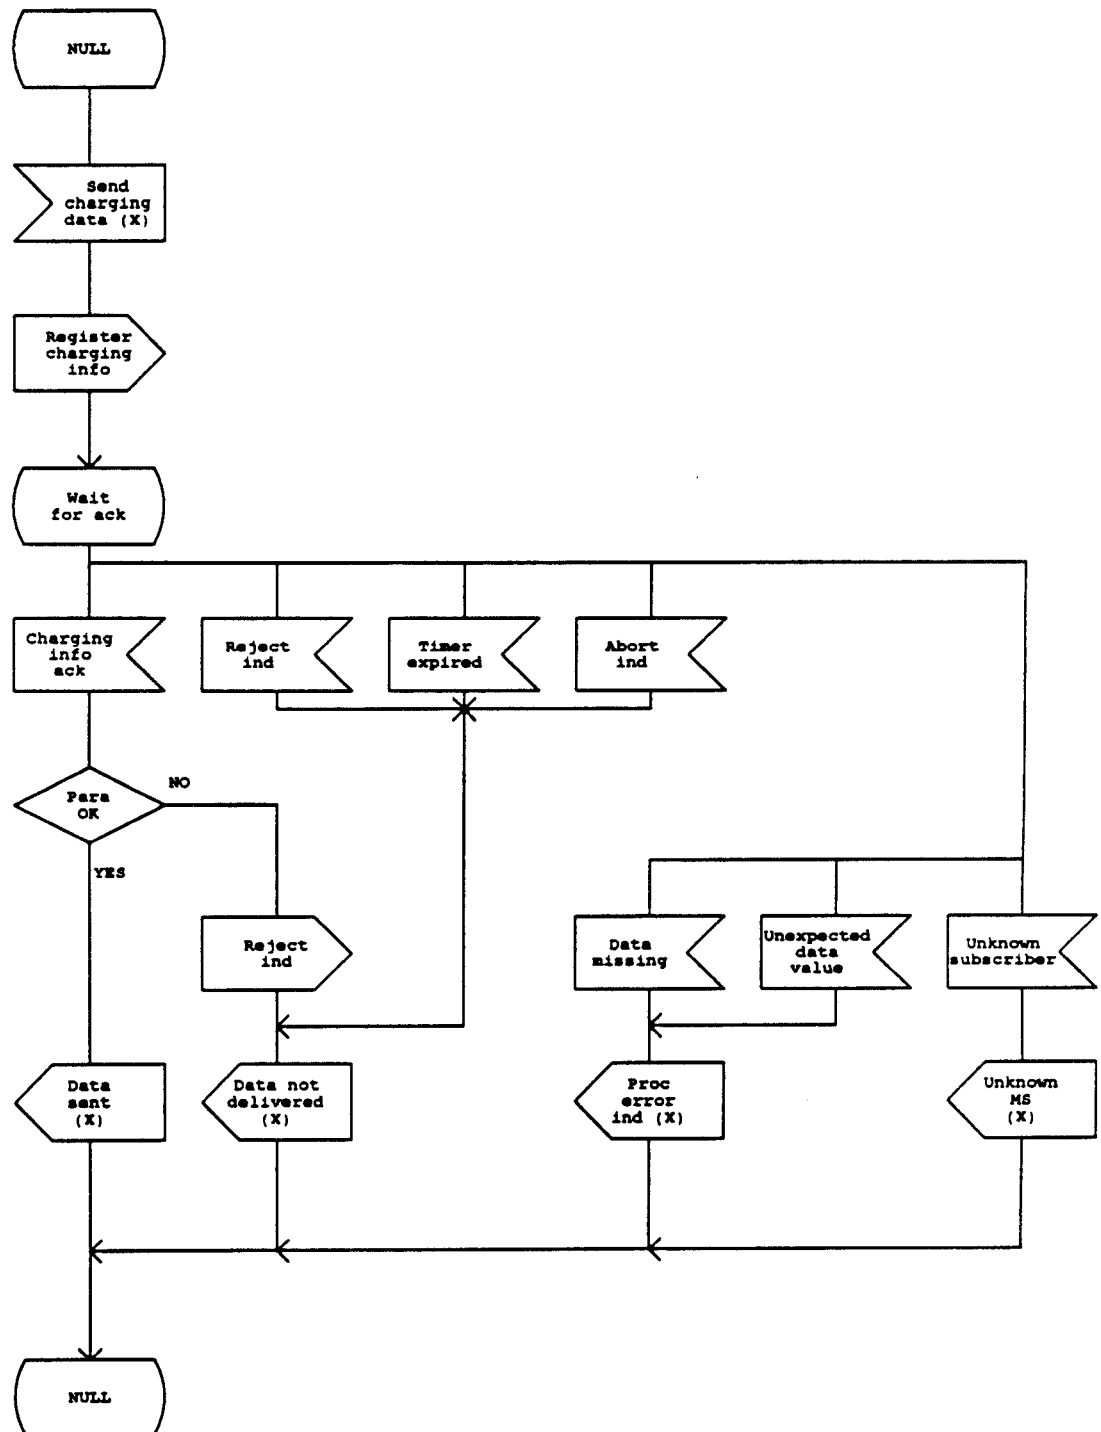 NULL
Send
charging
data (X)
Register
charging
info
Wait
for ack
Charging
info
ack
Reject
ind
Timer
expired
Abort
ind
Para
OK
NO
YES
Reject
ind
Data
missing
Unexpected
data
value
Unknown
subscriber
Data
sent
(X)
Data not
delivered
(X)
Proc
error
ind (X)
Unknown
MS
(X)
NULL